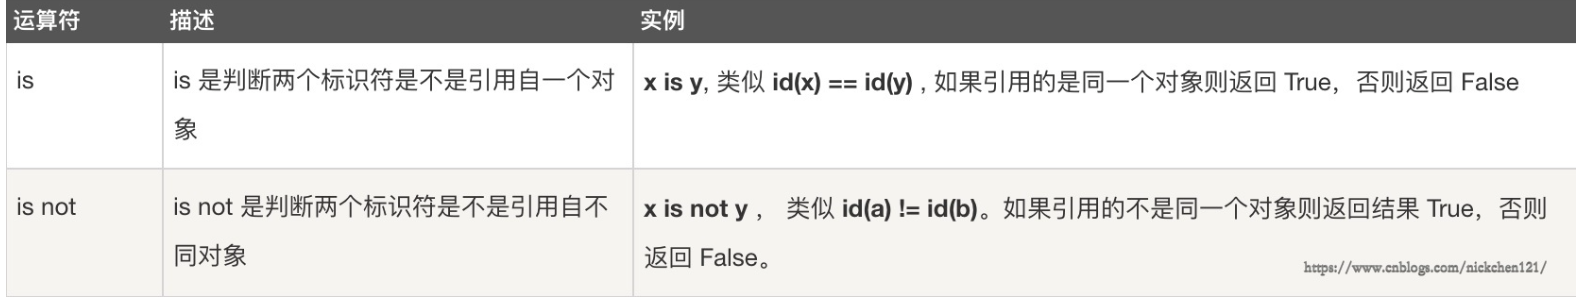 运算符 描述 实例
is
is 是判断两个标识符是不是引用自一个对
象
x is y, 类似 id(x) == id(y) , 如果引用的是同一个对象则返回 True，否则返回 False
is not
is not 是判断两个标识符是不是引用自不
同对象
x is not y ， 类似 id(a) != id(b)。如果引用的不是同一个对象则返回结果 True，否则
返回 False。
https://www.cnblogs.com/nickchen121/